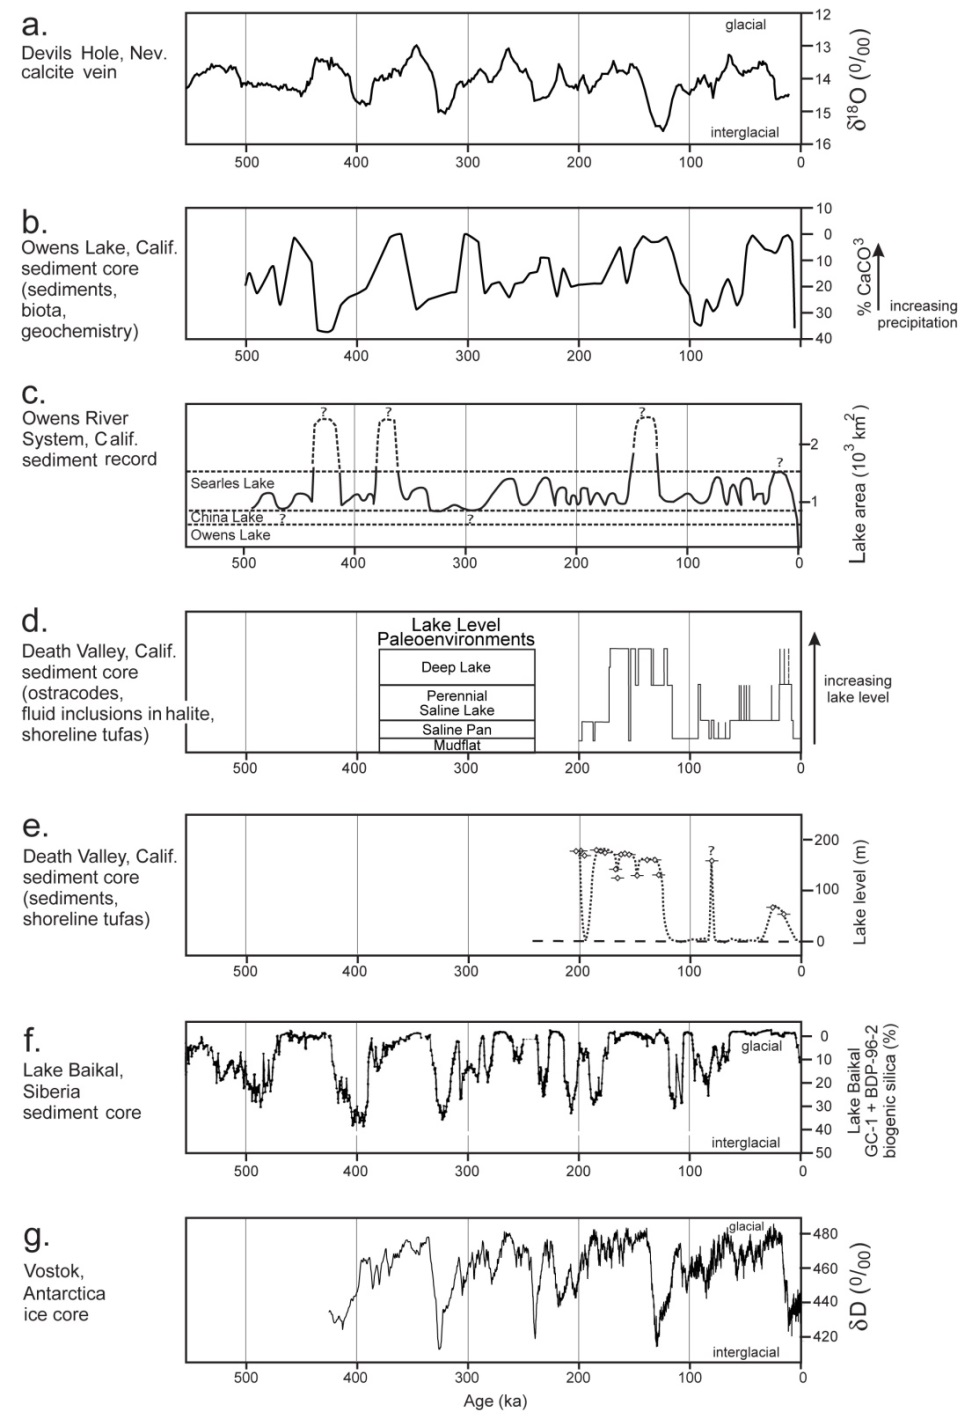 a.
Devils Hole, Nev.
calcite vein
glacial
interglacial
12
13
14
15
16
δ18O (0/00)
500 400 300 200 100 0
b.
Owens Lake, Calif.
sediment core
(sediments,
biota,
geochemistry)
10
0
10
20
30
40
% CaCO3
increasing
precipitation
500 400 300 200 100 0
c.
Owens River
System, Calif.
sediment record
? ? ? ?
Searles Lake
China Lake ? ?
Owens Lake
2
1
Lake area (103 km2)
500 400 300 200 100 0
d.
Death Valley, Calif.
sediment core
(ostracodes,
fluid inclusions in halite,
shoreline tufas)
Lake Level
Paleoenvironments
Deep Lake
Perennial
Saline Lake
Saline Pan
Mudflat
increasing
lake level
500 400 300 200 100 0
e.
Death Valley, Calif.
sediment core
(sediments,
shoreline tufas)
?
200
100
0
Lake level (m)
500 400 300 200 100 0
f.
Lake Baikal,
Siberia
sediment core
glacial
interglacial
0
10
20
30
40
50
Lake Baikal
GC-1 + BDP-96-2
biogenic silica (%)
500 400 300 200 100 0
g.
Vostok,
Antarctica
ice core
glacial
interglacial
480
460
440
420
δD (0/00)
500 400 300 200 100 0
Age (ka)